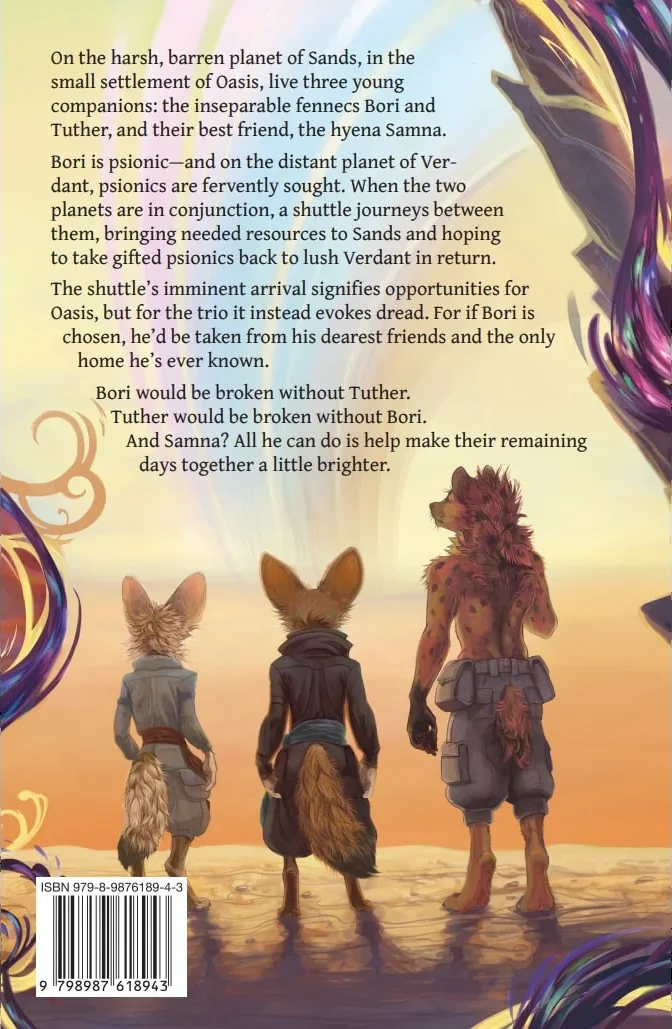 On the harsh, barren planet of Sands, in the
small settlement of Oasis, live three young
companions: the inseparable fennecs Bori and
Tuther, and their best friend, the hyena Samna.
Bori is psionic—and on the distant planet of Ver-
dant, psionics are fervently sought. When the two
planets are in conjunction, a shuttle journeys between
them, bringing needed resources to Sands and hoping
to take gifted psionics back to lush Verdant in return.
The shuttle’s imminent arrival signifies opportunities for
Oasis, but for the trio it instead evokes dread. For if Bori is
chosen, he’d be taken from his dearest friends and the only
home he’s ever known.
Bori would be broken without Tuther.
Tuther would be broken without Bori.
And Samna? All he can do is help make their remaining
days together a little brighter.
ISBN 979-8-9876189-4-3
9 798987 618943